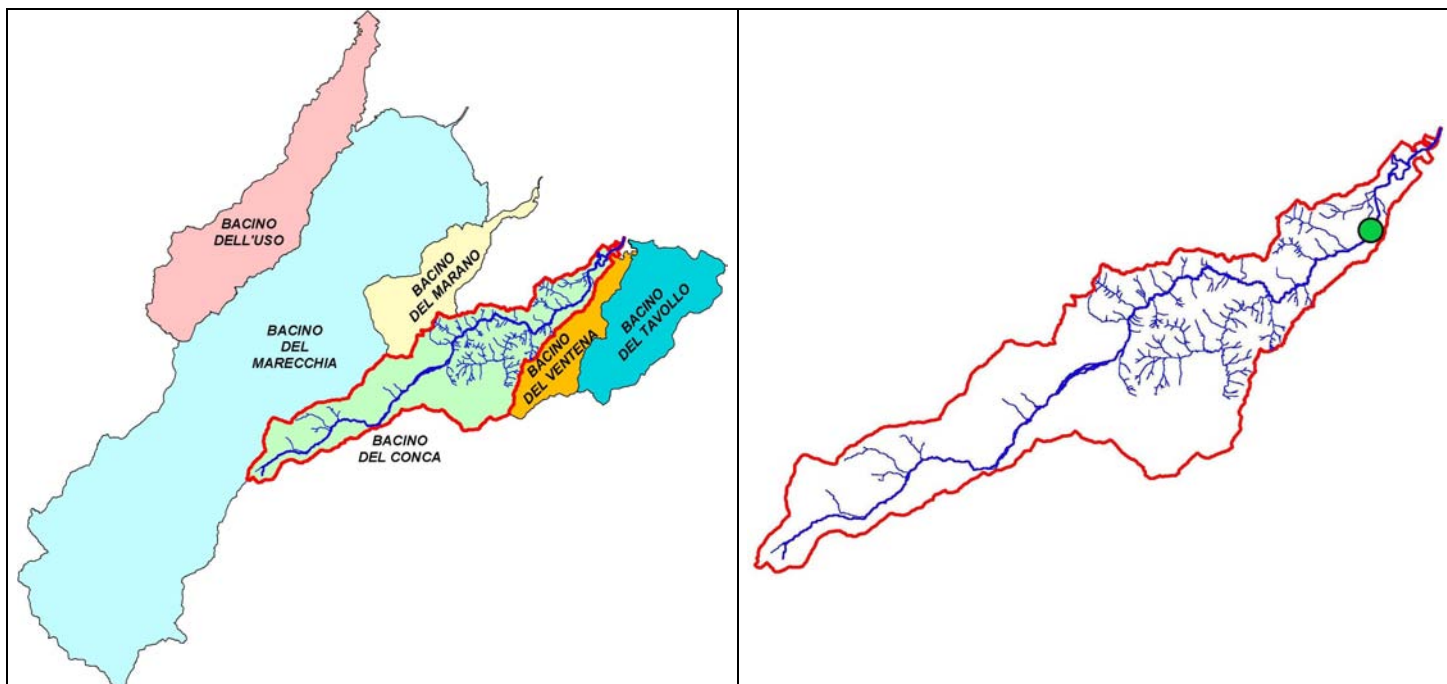 BACINO
DELL'USO
BACINO
DEL MARANO
BACINO
DEL
MARECCHIA
BACINO
DEL VENTENA
BACINO
DEL TAVOLLO
BACINO
DEL CONCA